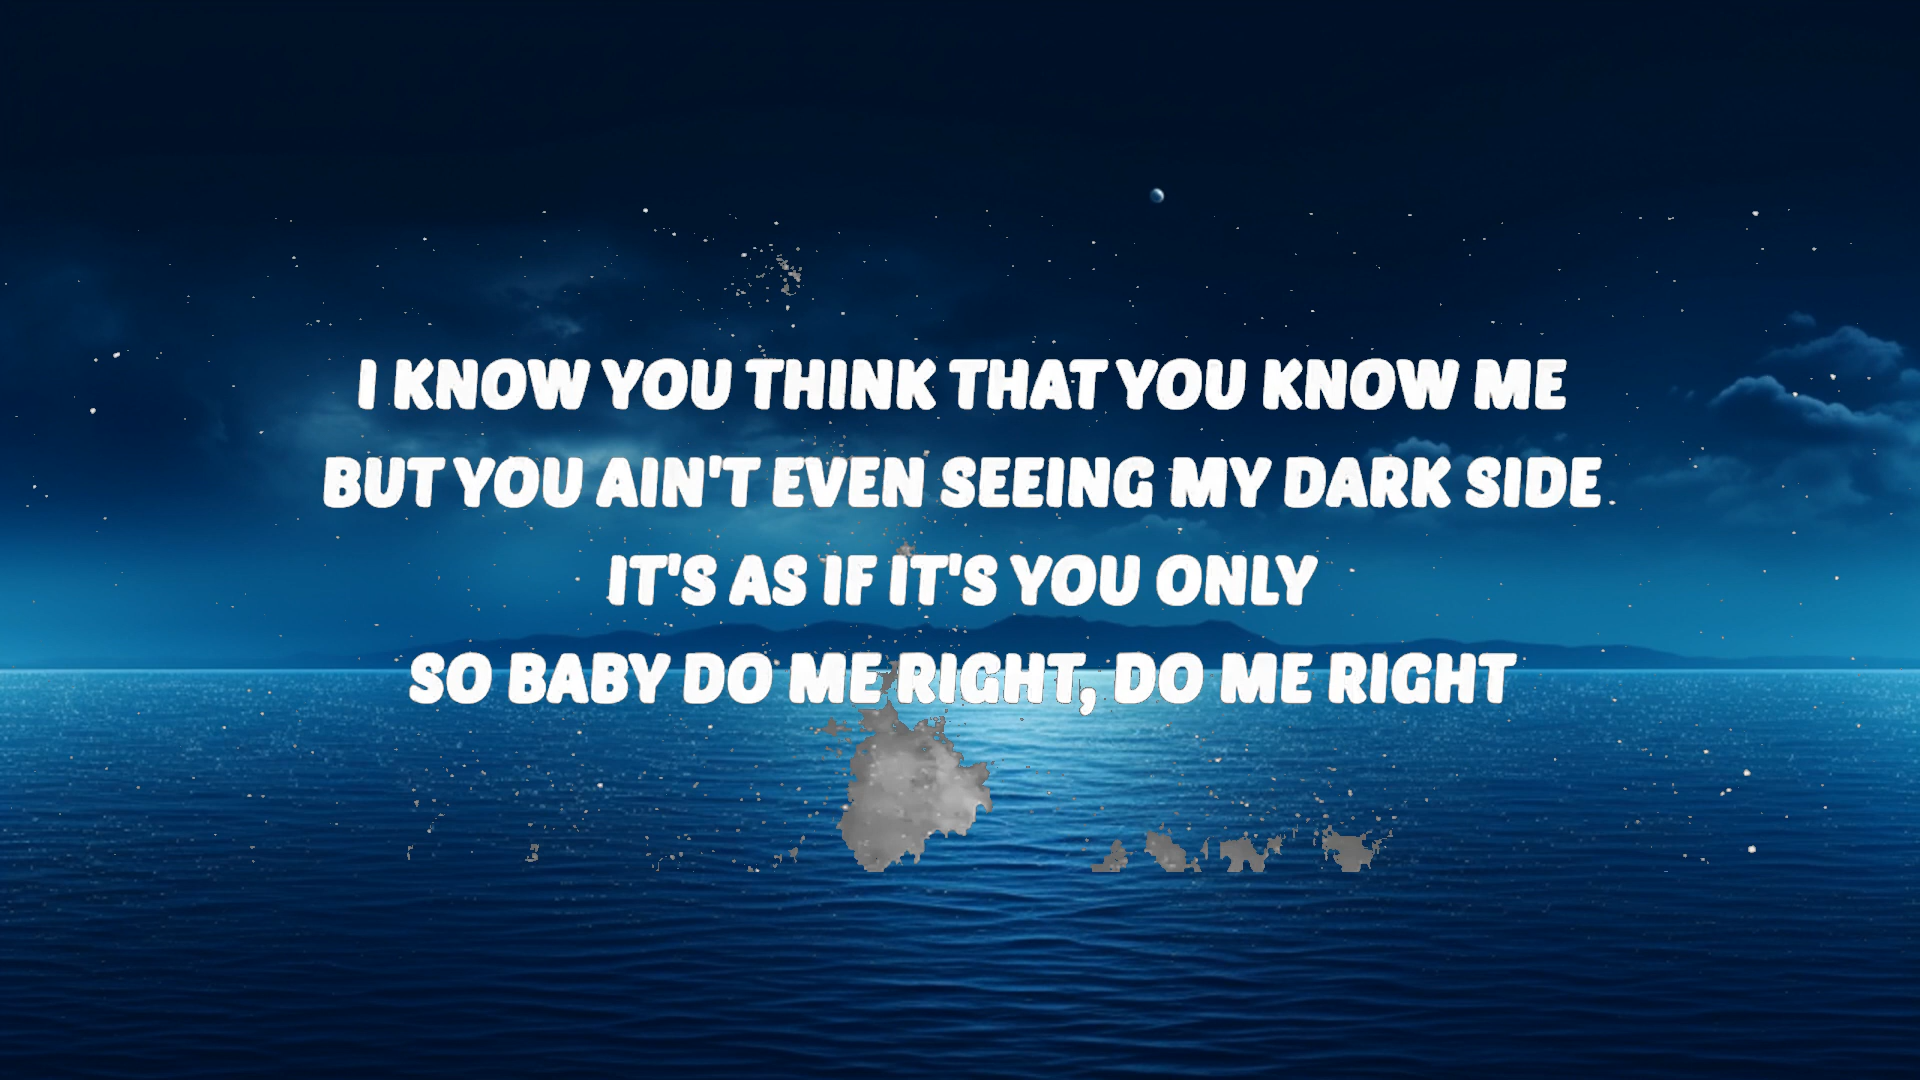 I KNOW YOU THINK THAT YOU KNOW ME
BUT YOU AIN'T EVEN SEEING MY DARK SIDE
IT'S AS IF IT'S YOU ONLY
SO BABY DO ME RIGHT, DO ME RIGHT